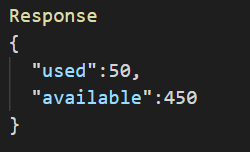 Response
{
"used":50,
"available":450
}